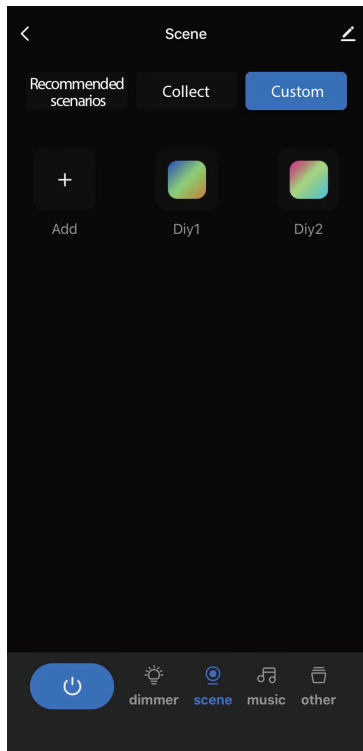 Scene
Recommended
scenarios
Collect
Custom
Add
Diy1
Diy2
dimmer
scene
music
other